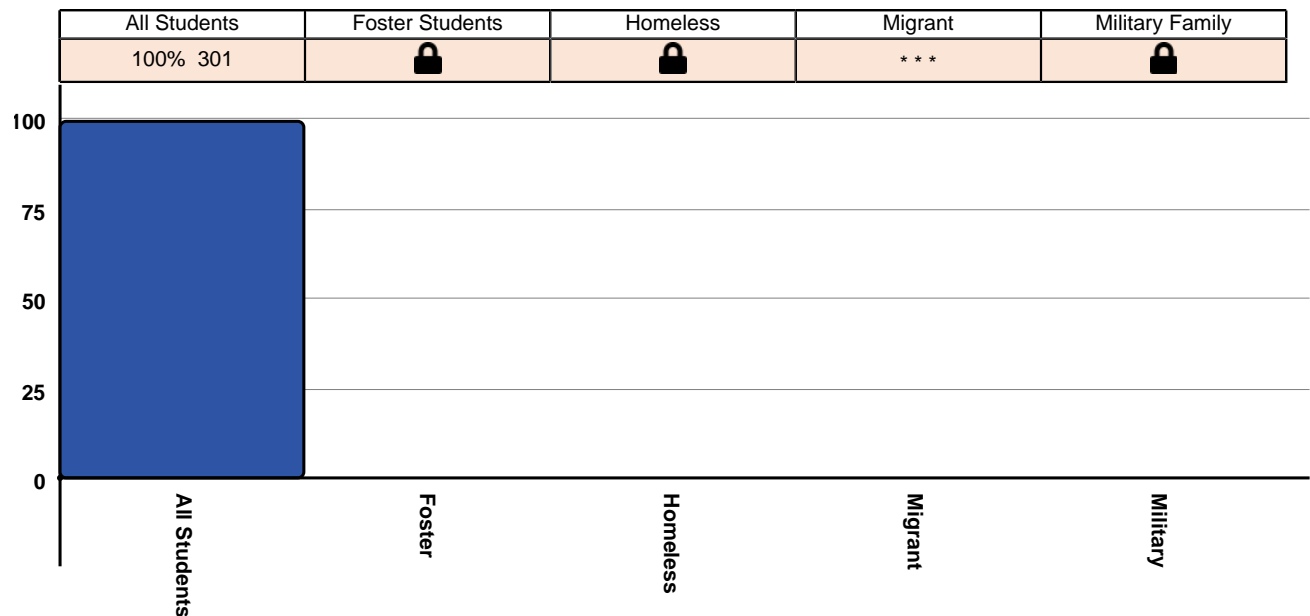 All Students Foster Students Homeless Migrant Military Family
100% 301 * * *
100
75
50
25
0
All Students Foster Homeless Migrant Military